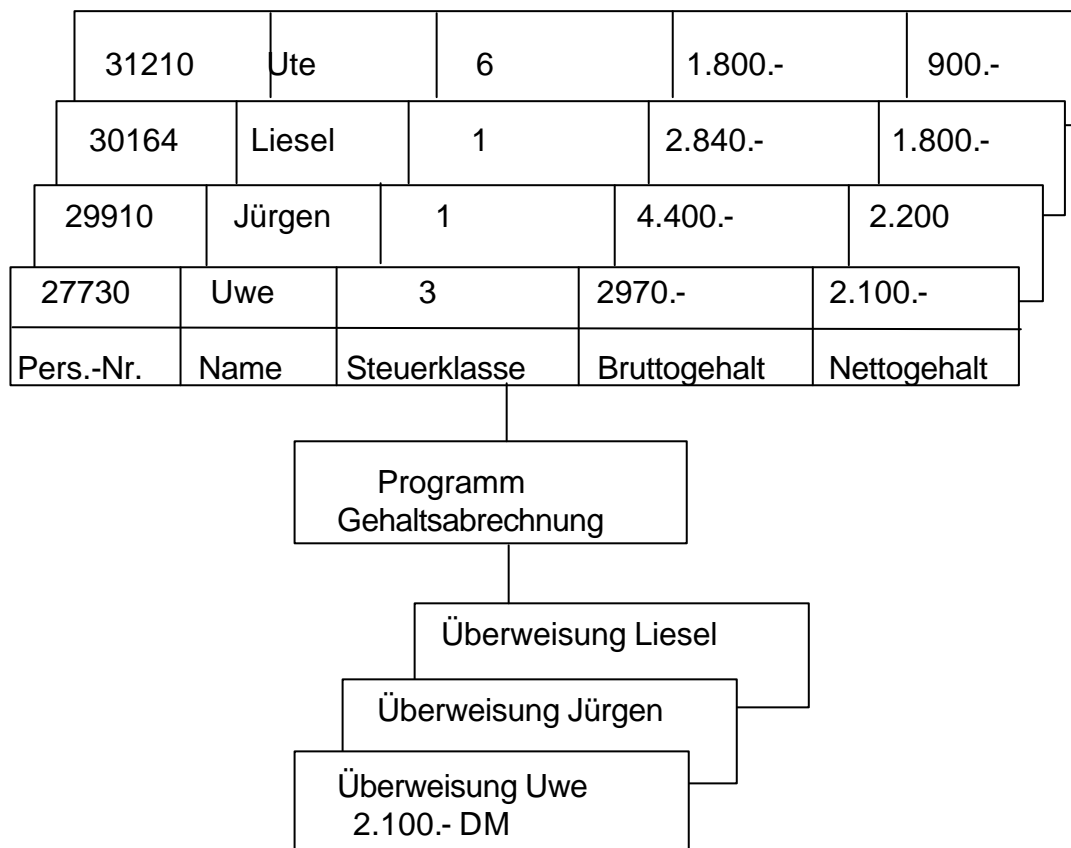 31210 Ute 6 1.800.- 900.-
30164 Liesel 1 2.840.- 1.800.-
29910 Jürgen 1 4.400.- 2.200
27730 Uwe 3 2970.- 2.100.-
Pers.-Nr. Name Steuerklasse Bruttogehalt Nettogehalt
Programm
Gehaltsabrechnung
Überweisung Liesel
Überweisung Jürgen
Überweisung Uwe
2.100.- DM